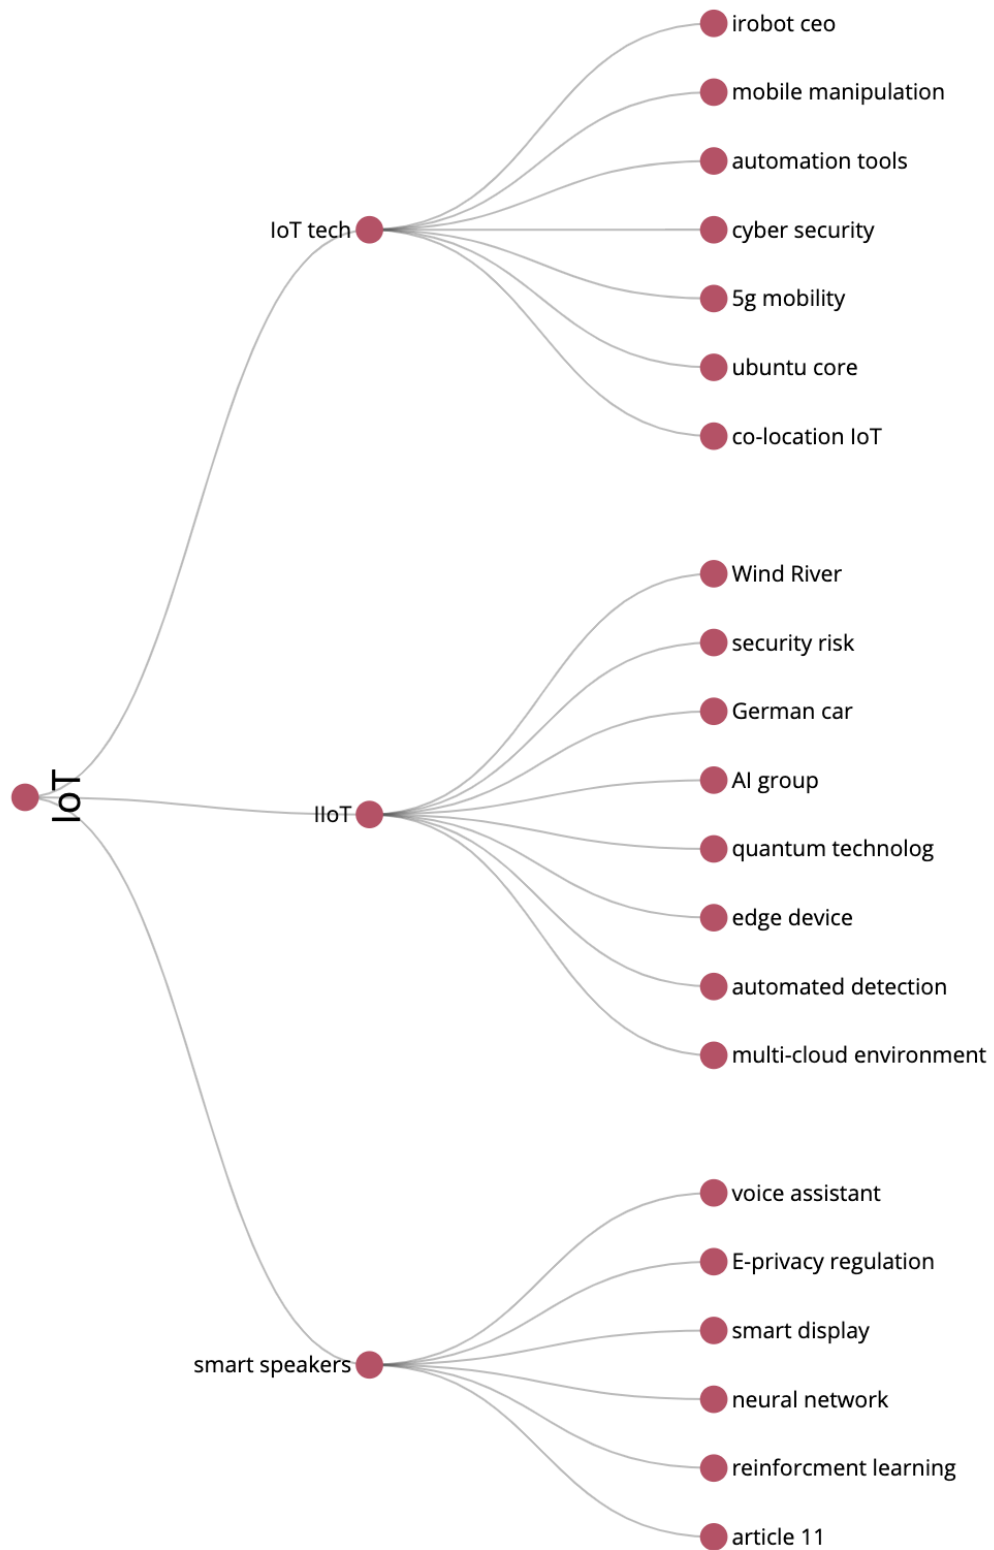 IoT
IoT tech
irobot ceo
mobile manipulation
automation tools
cyber security
5g mobility
ubuntu core
co-location IoT
IIoT
Wind River
security risk
German car
AI group
quantum technolog
edge device
automated detection
multi-cloud environment
smart speakers
voice assistant
E-privacy regulation
smart display
neural network
reinforcment learning
article 11